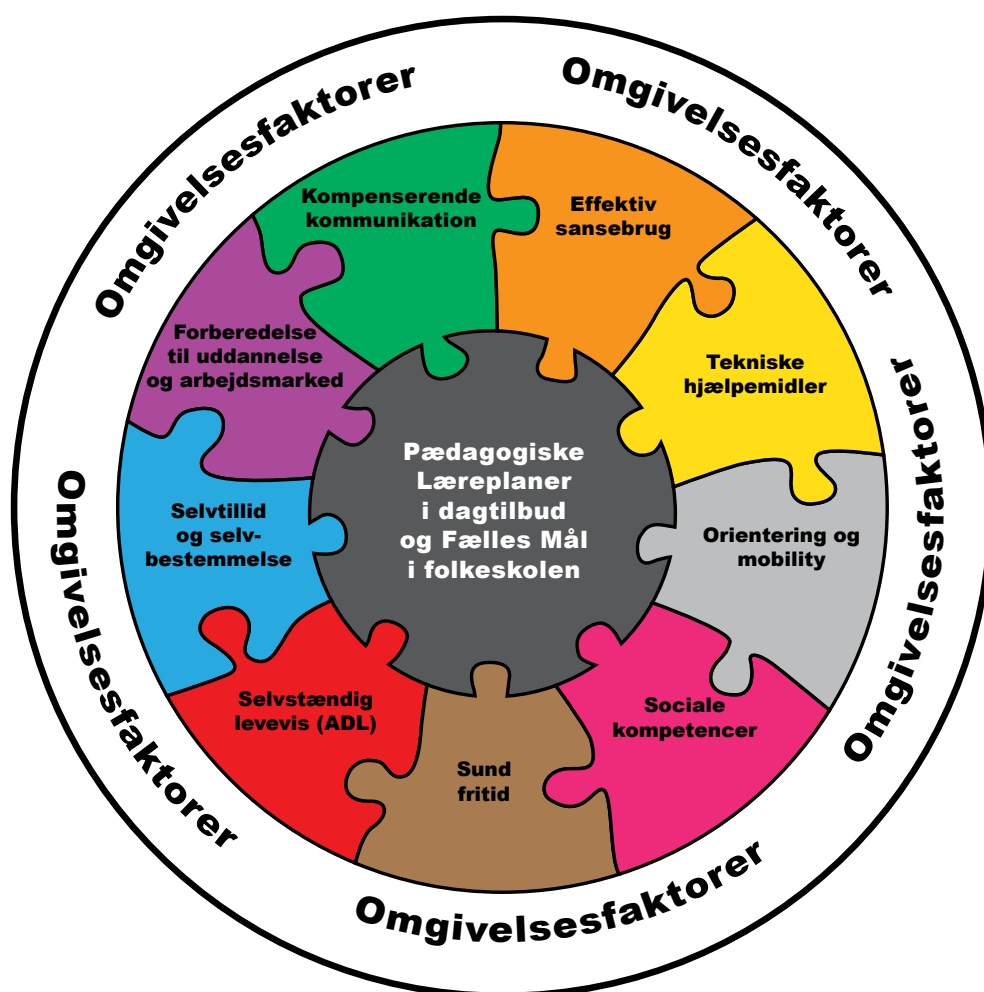 Omgivelsesfaktorer
Omgivelsesfaktorer
Kompenserende
kommunikation
Effektiv
sansebrug
Forberedelse
til uddannelse
og arbejdsmarked
Tekniske
hjælpemidler
Omgivelsesfaktorer
Pædagogiske
Læreplaner
i dagtilbud
og Fælles Mål
i folkeskolen
Omgivelsesfaktorer
Selvtillid
og selv-
bestemmelse
Orientering og
mobility
Selvstændig
levevis (ADL)
Sociale
kompetencer
Sund
fritid
Omgivelsesfaktorer